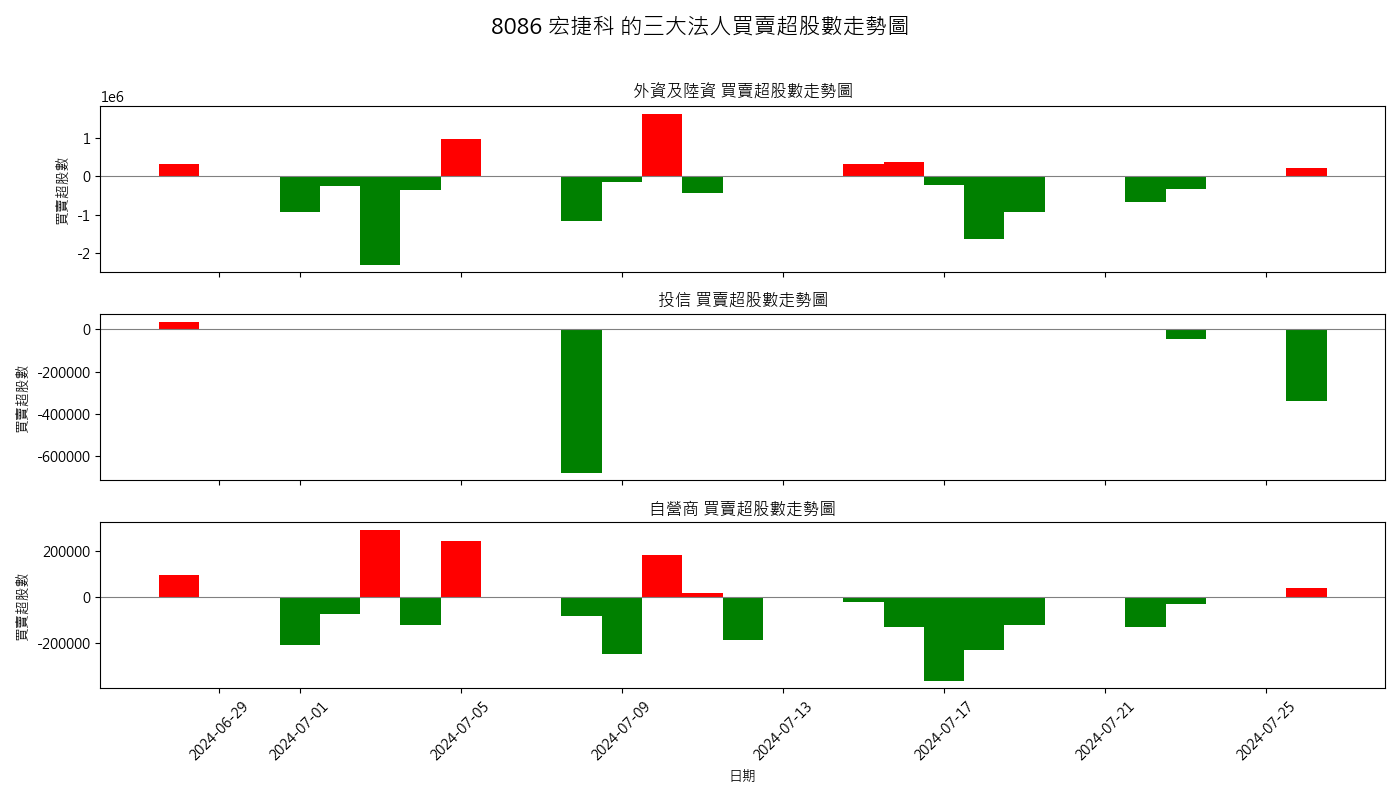 8086 宏捷科 的三大法人買賣超股數走勢圖
外資及陸資 買賣超股數走勢圖
1e6
1
0
-1
-2
買賣超股數
投信 買賣超股數走勢圖
0
-200000
-400000
-600000
買賣超股數
自營商 買賣超股數走勢圖
200000
0
-200000
買賣超股數
2024-06-29
2024-07-01
2024-07-05
2024-07-09
2024-07-13
2024-07-17
2024-07-21
2024-07-25
日期